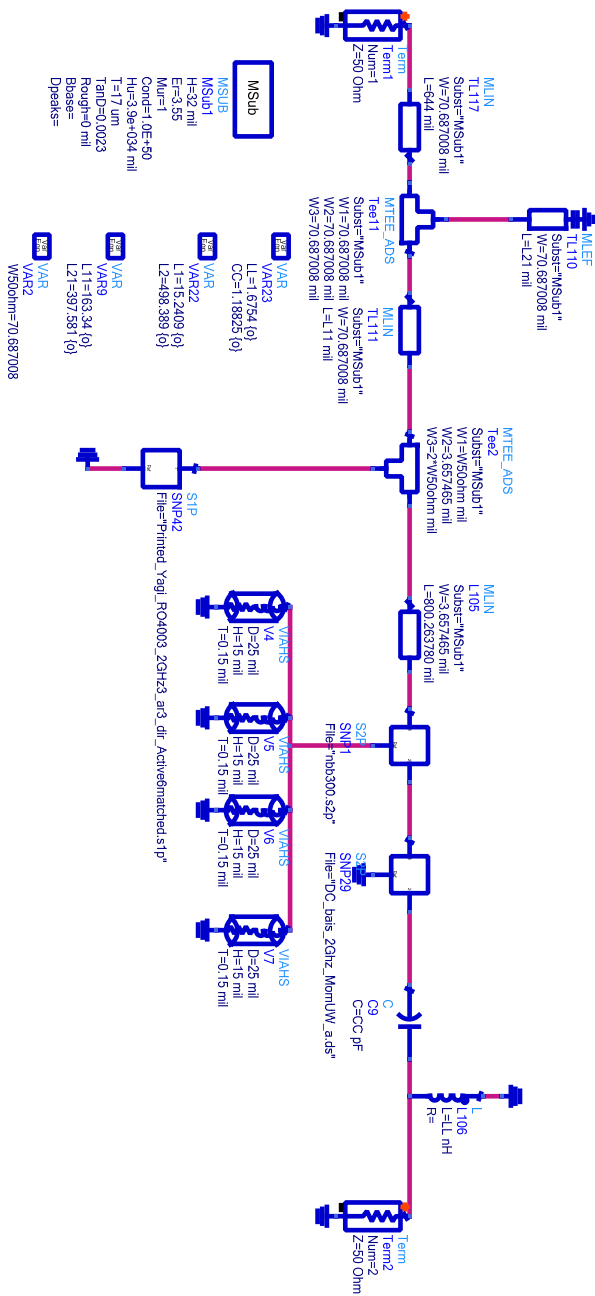 Term
Term1
Num=1
Z=50 Ohm
MLIN
TL117
Subst="MSub1"
W=70.687008 mil
L=644 mil
MLEF
TL110
Subst="MSub1"
W=70.687008 mil
L=L21 mil
MTEE_ADS
Tee11
Subst="MSub1"
W1=70.687008 mil
W2=70.687008 mil
W3=70.687008 mil
MLIN
TL111
Subst="MSub1"
W=70.687008 mil
L=L11 mil
MTEE_ADS
Tee2
Subst="MSub1"
W1=W50ohm mil
W2=3.657465 mil
W3=2*W50ohm mil
MLIN
L105
Subst="MSub1"
W=3.657465 mil
L=800.263780 mil
S2P
SNP1
File="nbb300.s2p"
S2P
SNP29
File="DC_bais_2Ghz_MomUW_a.ds"
C
C9
C=CC pF
L
L106
L=LL nH
R=
Term
Term2
Num=2
Z=50 Ohm
MSub
MSUB
MSub1
H=32 mil
Er=3.55
Mur=1
Cond=1.0E+50
Hu=3.9e+034 mil
T=17 um
TanD=0.0023
Rough=0 mil
Bbase=
Dpeaks=
Var
Eqn
VAR
VAR23
LL=1.6754 {o}
CC=1.18825 {o}
Var
Eqn
VAR
VAR22
L1=15.2409 {o}
L2=498.389 {o}
Var
Eqn
VAR
VAR9
L11=163.34 {o}
L21=397.581 {o}
Var
Eqn
VAR
VAR2
W50ohm=70.687008
S1P
SNP42
File="Printed_Yagi_RO4003_2GHz3_ar3_dir_Active6matched.s1p"
VIAHS
V4
D=25 mil
H=15 mil
T=0.15 mil
VIAHS
V5
D=25 mil
H=15 mil
T=0.15 mil
VIAHS
V6
D=25 mil
H=15 mil
T=0.15 mil
VIAHS
V7
D=25 mil
H=15 mil
T=0.15 mil